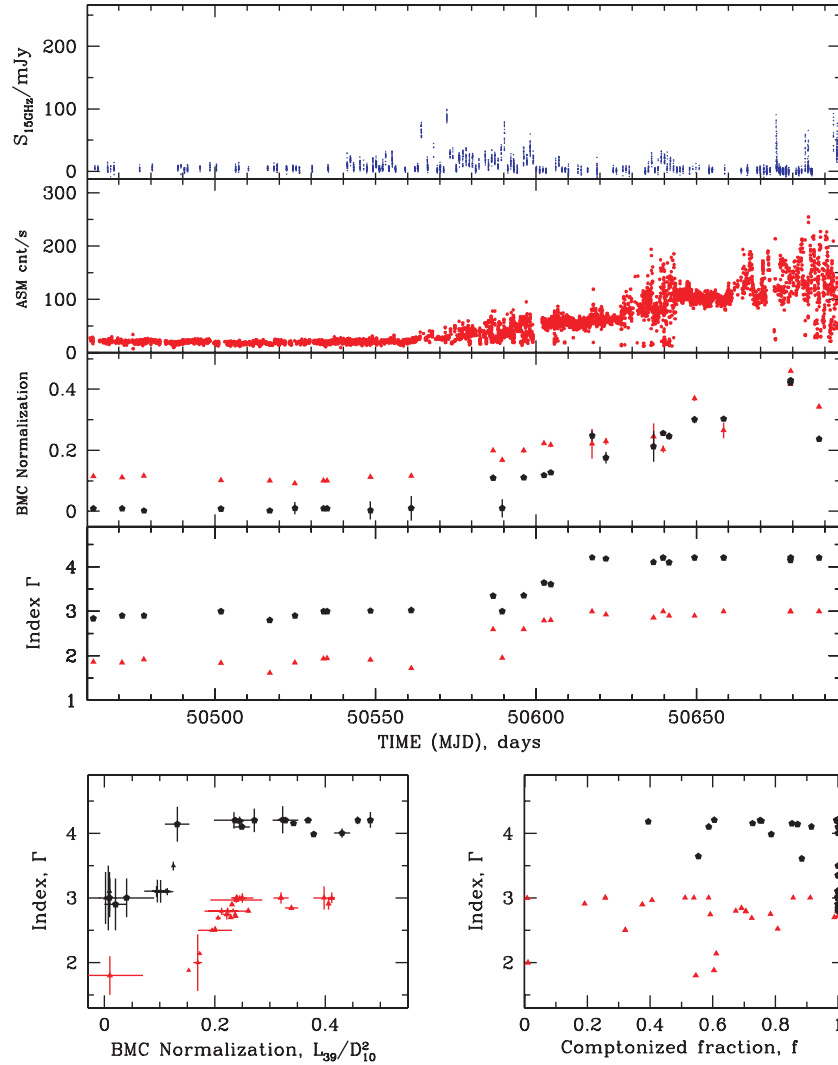 S₁₅GHz/mJy
200
100
0
ASM cnt/s
300
200
100
0
BMC Normalization
0.4
0.2
0
Index Γ
4
3
2
1
50500 50550 50600 50650
TIME (MJD), days
Index, Γ
4
3
2
0 0.2 0.4
BMC Normalization, L₃₉/D²₁₀
Index, Γ
4
3
2
0 0.2 0.4 0.6 0.8 1
Comptonized fraction, f